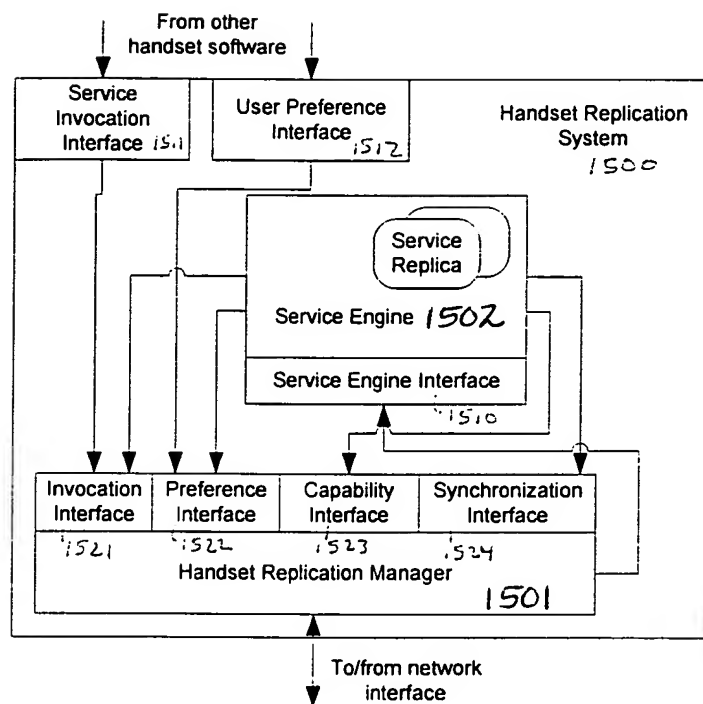 From other
handset software
Service
Invocation
Interface 1511
User Preference
Interface
1512
Handset Replication
System
1500
Service
Replica
Service Engine 1502
Service Engine Interface
1510
Invocation
Interface
Preference
Interface
Capability
Interface
Synchronization
Interface
1521
1522
1523
1524
Handset Replication Manager
1501
To/from network
interface